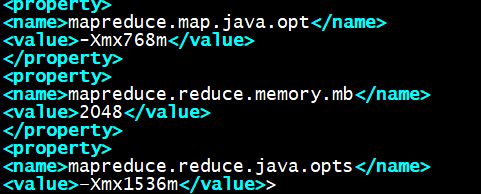 <property>
<name>mapreduce.map.java.opt</name>
<value>-Xmx768m</value>
</property>
<property>
<name>mapreduce.reduce.memory.mb</name>
<value>2048</value>
</property>
<property>
<name>mapreduce.reduce.java.opts</name>
<value>-Xmx1536m</value>>